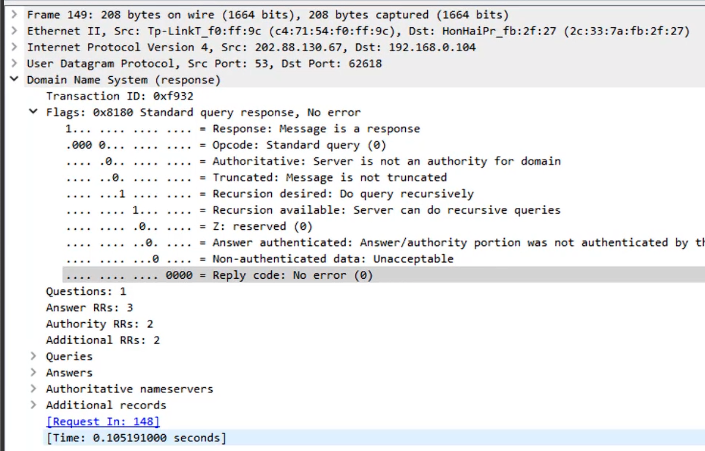 Frame 149: 208 bytes on wire (1664 bits), 208 bytes captured (1664 bits)
Ethernet II, Src: Tp-LinkT_f0:ff:9c (c4:71:54:f0:ff:9c), Dst: HonHaiPr_fb:2f:27 (2c:33:7a:fb:2f:27)
Internet Protocol Version 4, Src: 202.88.130.67, Dst: 192.168.0.104
User Datagram Protocol, Src Port: 53, Dst Port: 62618
Domain Name System (response)
Transaction ID: 0xf932
Flags: 0x8180 Standard query response, No error
1... .... .... .... = Response: Message is a response
.000 0... .... .... = Opcode: Standard query (0)
.... .0.. .... .... = Authoritative: Server is not an authority for domain
.... ..0. .... .... = Truncated: Message is not truncated
.... ...1 .... .... = Recursion desired: Do query recursively
.... .... 1... .... = Recursion available: Server can do recursive queries
.... .... .0.. .... = Z: reserved (0)
.... .... ..0. .... = Answer authenticated: Answer/authority portion was not authenticated by th
.... .... ...0 .... = Non-authenticated data: Unacceptable
.... .... .... 0000 = Reply code: No error (0)
Questions: 1
Answer RRs: 3
Authority RRs: 2
Additional RRs: 2
Queries
Answers
Authoritative nameservers
Additional records
[Request In: 148]
[Time: 0.105191000 seconds]